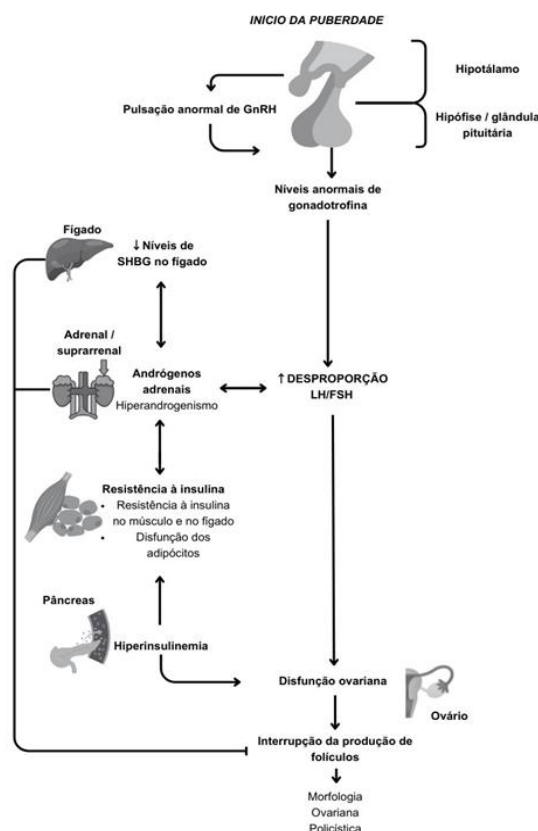 INICIO DA PUBERDADE
Hipotálamo
Pulsação anormal de GnRH
Hipófise / glândula
pituitária
Níveis anormais de
gonadotrofina
Fígado
↓ Níveis de
SHBG no fígado
Adrenal /
suprarrenal
Andrógenos
adrenais
Hiperandrogenismo
↑ DESPROPORÇÃO
LH/FSH
Resistência à insulina
• Resistência à insulina
no músculo e no fígado
• Disfunção dos
adipócitos
Pâncreas
Hiperinsulinemia
Disfunção ovariana
Ovário
Interrupção da produção de
folículos
Morfologia
Ovariana
Policística